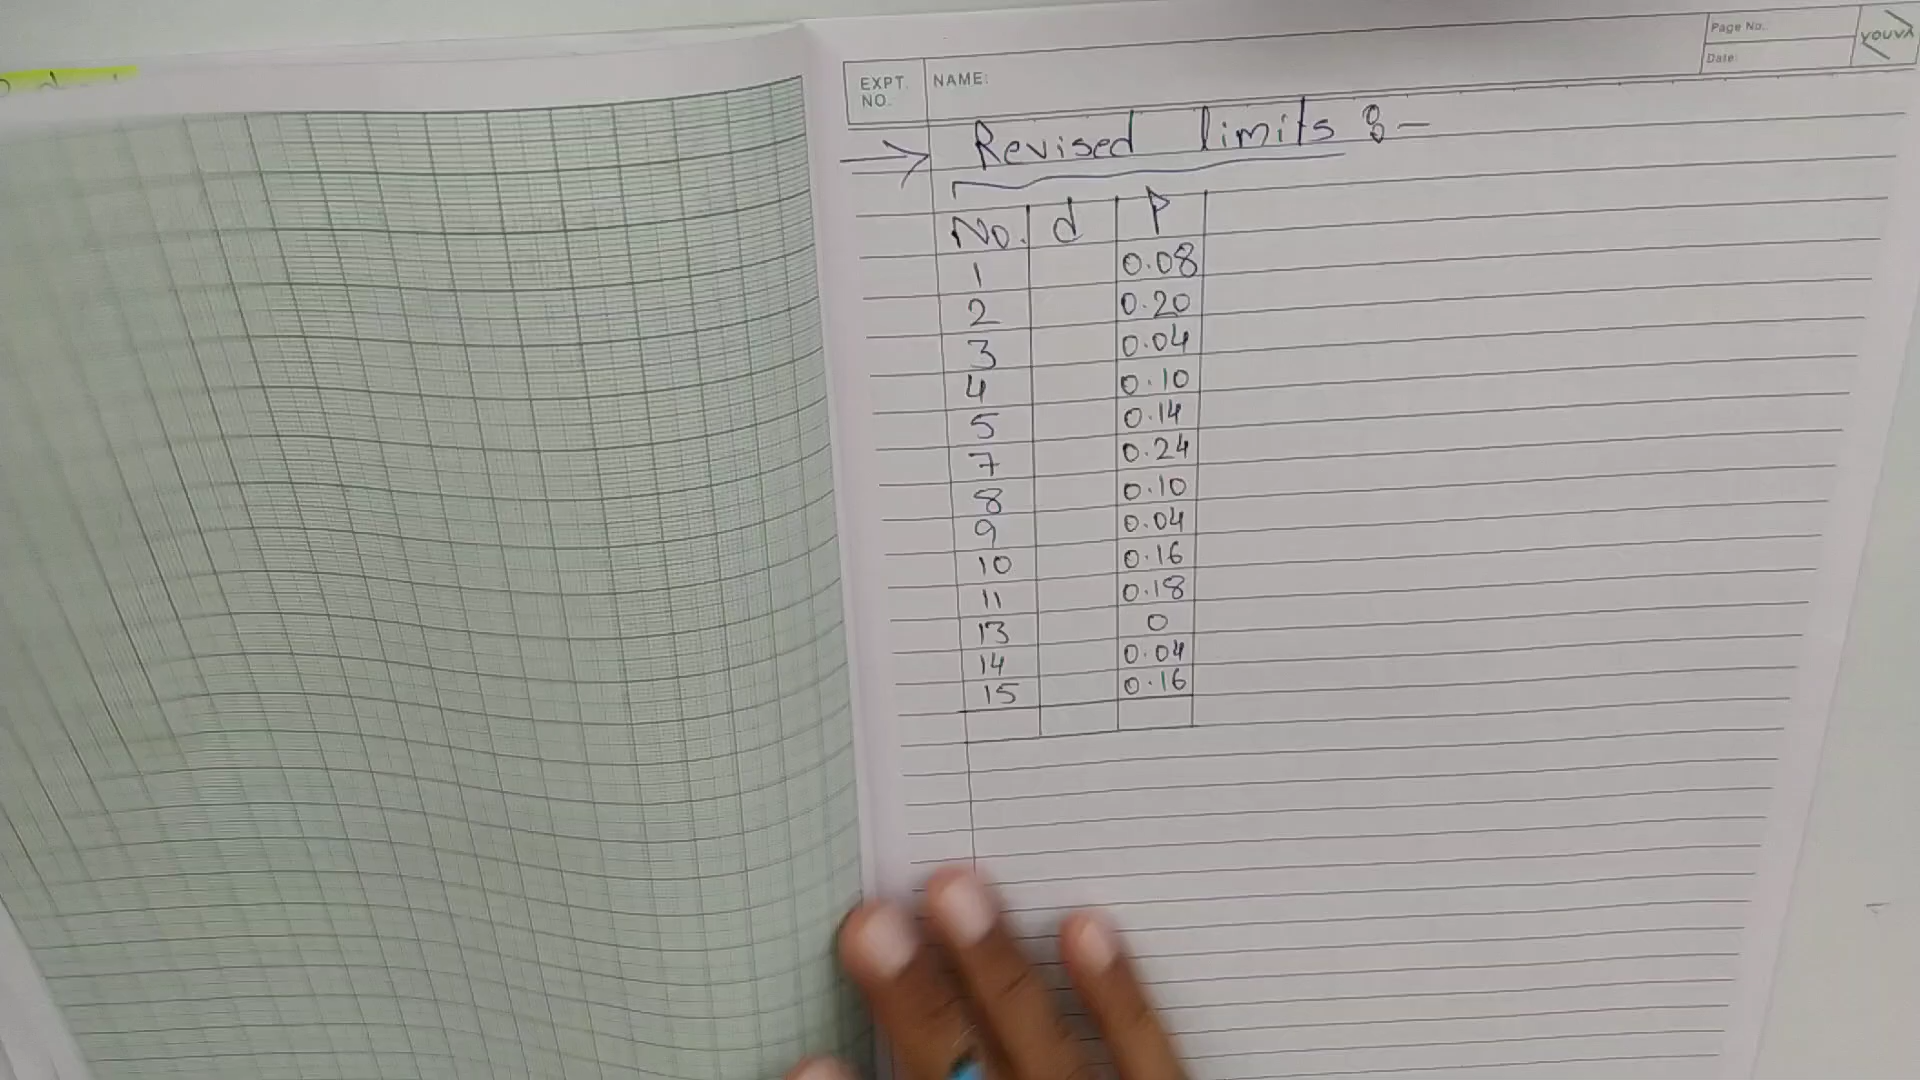 Page No.
Date:
YOUVA
EXPT. NO.
NAME:
→ Revised limits :-
No. d P
1 0.08
2 0.20
3 0.04
4 0.10
5 0.14
7 0.24
8 0.10
9 0.04
10 0.16
11 0.18
13 0
14 0.04
15 0.16